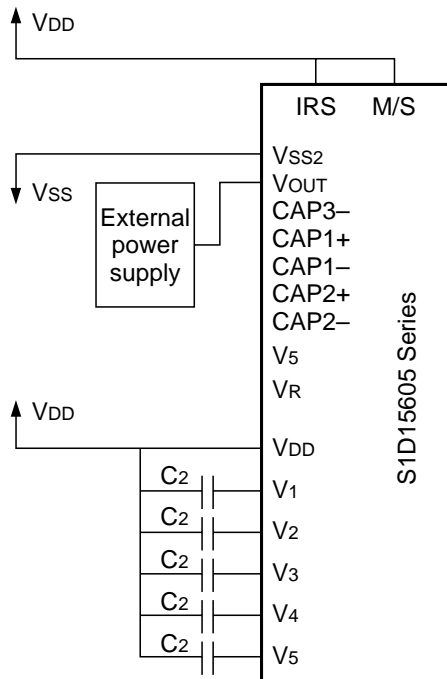 VDD
IRS M/S
VSS2
VSS
VOUT
External
power
supply
CAP3–
CAP1+
CAP1–
CAP2+
CAP2–
V5
VR
S1D15605 Series
VDD
VDD
C2
V1
C2
V2
C2
V3
C2
V4
C2
V5